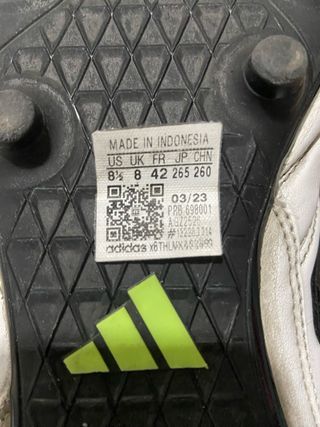 MADE IN INDONESIA
US UK FR JP CHN
8½ 8 42 265 260
03/23
PRB 698001
adidas